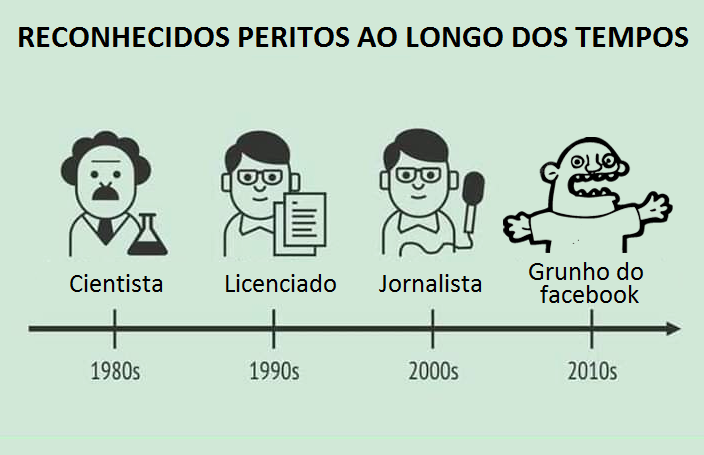 RECONHECIDOS PERITOS AO LONGO DOS TEMPOS
Cientista
Licenciado
Jornalista
Grunho do
facebook
1980s
1990s
2000s
2010s